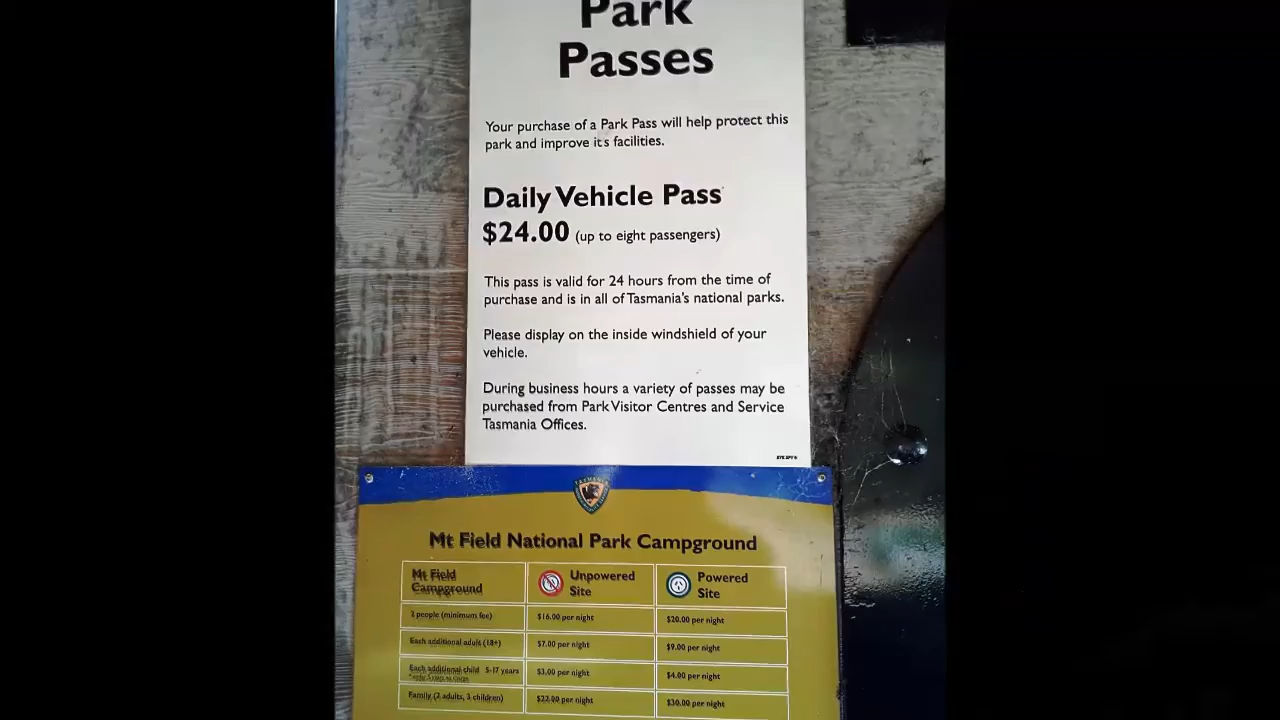 Park
Passes
Your purchase of a Park Pass will help protect this
park and improve it's facilities.
Daily Vehicle Pass
$24.00 (up to eight passengers)
This pass is valid for 24 hours from the time of
purchase and is in all of Tasmania's national parks.
Please display on the inside windshield of your
vehicle.
During business hours a variety of passes may be
purchased from Park Visitor Centres and Service
Tasmania Offices.
TASMANIA
Mt Field National Park Campground
Mt Field
Campground
Unpowered
Site
Powered
Site
2 people (minimum fee) $16.00 per night $20.00 per night
Each additional adult (18+) $7.00 per night $9.00 per night
Each additional child 5-17 years $3.00 per night $4.00 per night
Family (2 adults, 3 children) $22.00 per night $30.00 per night